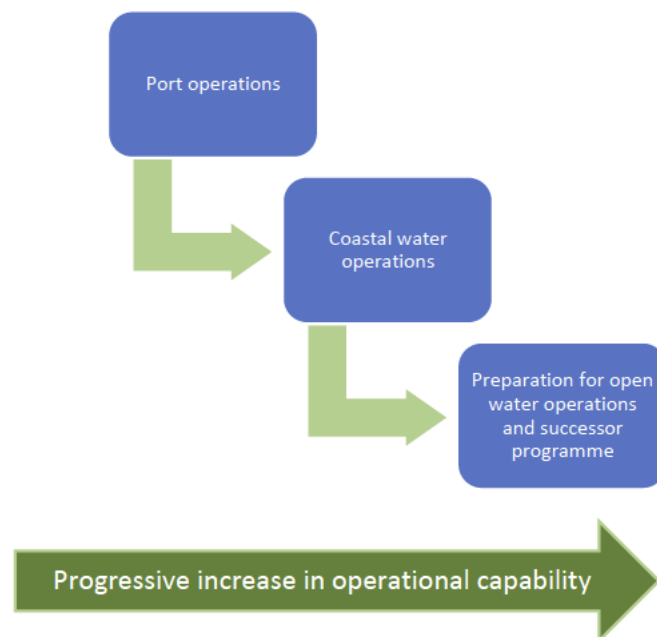 Port operations
Coastal water
operations
Preparation for open
water operations
and successor
programme
Progressive increase in operational capability